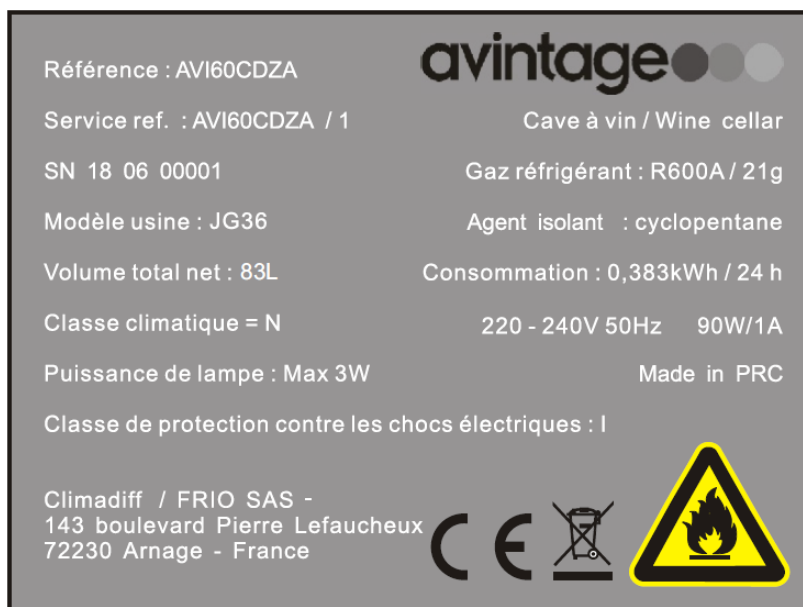 avintage
Référence : AVI60CDZA
Service ref. : AVI60CDZA / 1
Cave à vin / Wine cellar
SN 18 06 00001
Gaz réfrigérant : R600A / 21g
Modèle usine : JG36
Agent isolant : cyclopentane
Volume total net : 83L
Consommation : 0,383kWh / 24 h
Classe climatique = N
220 - 240V 50Hz 90W/1A
Puissance de lampe : Max 3W
Made in PRC
Classe de protection contre les chocs électriques : I
Climadiff / FRIO SAS -
143 boulevard Pierre Lefaucheux
72230 Arnage - France
CE